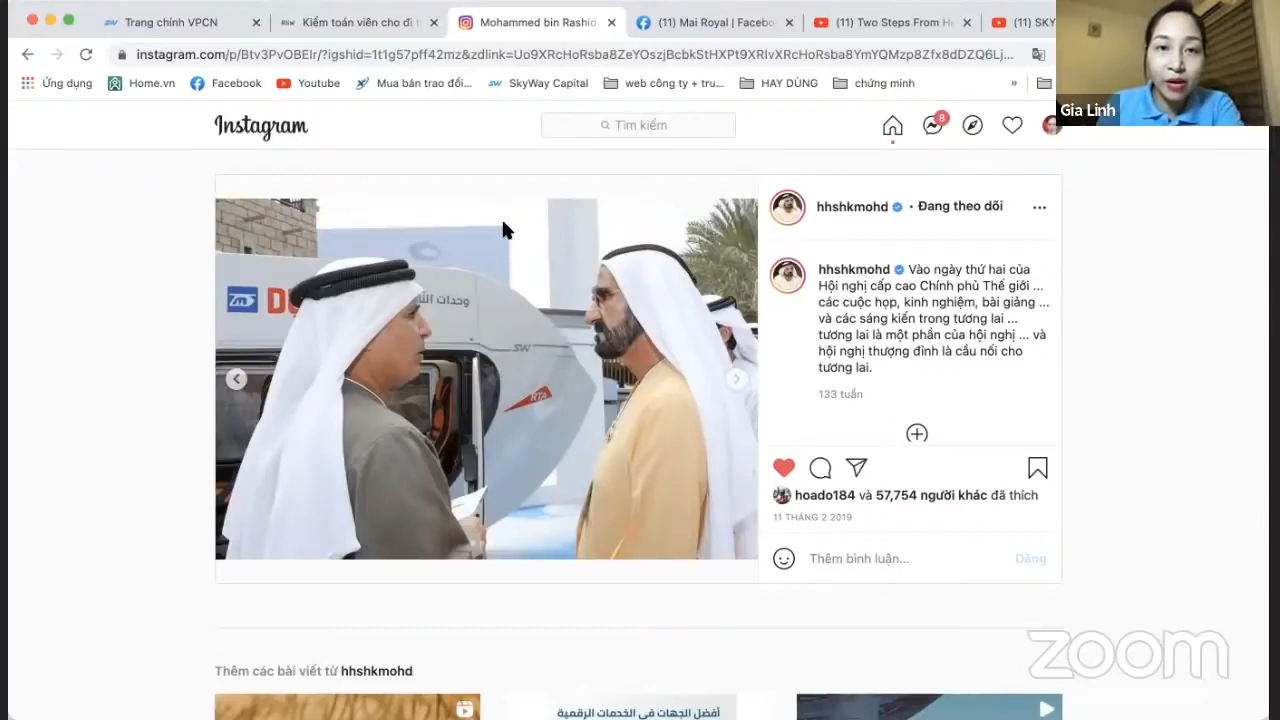 Trang chính VPCN
Kiểm toán viên cho đi t
Mohammed bin Rashid
(11) Mai Royal | Facebo
(11) Two Steps From H
(11) SKY
instagram.com/p/Btv3PvOBEIr/?igshid=1t1g57pff42mz&zdlink=Uo9XRcHoRsba8ZeYOszjBcbkStHXPt9XRIvXRcHoRsba8YmYQMzp8Zfx8dDZQ6Lj...
Ứng dụng
Home.vn
Facebook
Youtube
Mua bán trao đổi...
SkyWay Capital
web công ty + tru...
HAY DÙNG
chứng minh
»
Gia Linh
Instagram
Tìm kiếm
8
SW
RTA
hhshkmohd • Đang theo dõi
hhshkmohd Vào ngày thứ hai của
Hội nghị cấp cao Chính phủ Thế giới ...
các cuộc họp, kinh nghiệm, bài giảng ...
và các sáng kiến trong tương lai ...
tương lai là một phần của hội nghị ... và
hội nghị thượng đỉnh là cầu nối cho
tương lai.
133 tuần
hoado184 và 57,754 người khác đã thích
11 THÁNG 2 2019
Thêm bình luận...
Đăng
zoom
Thêm các bài viết từ hhshkmohd
أفضل الجهات في الخدمات الرقمية